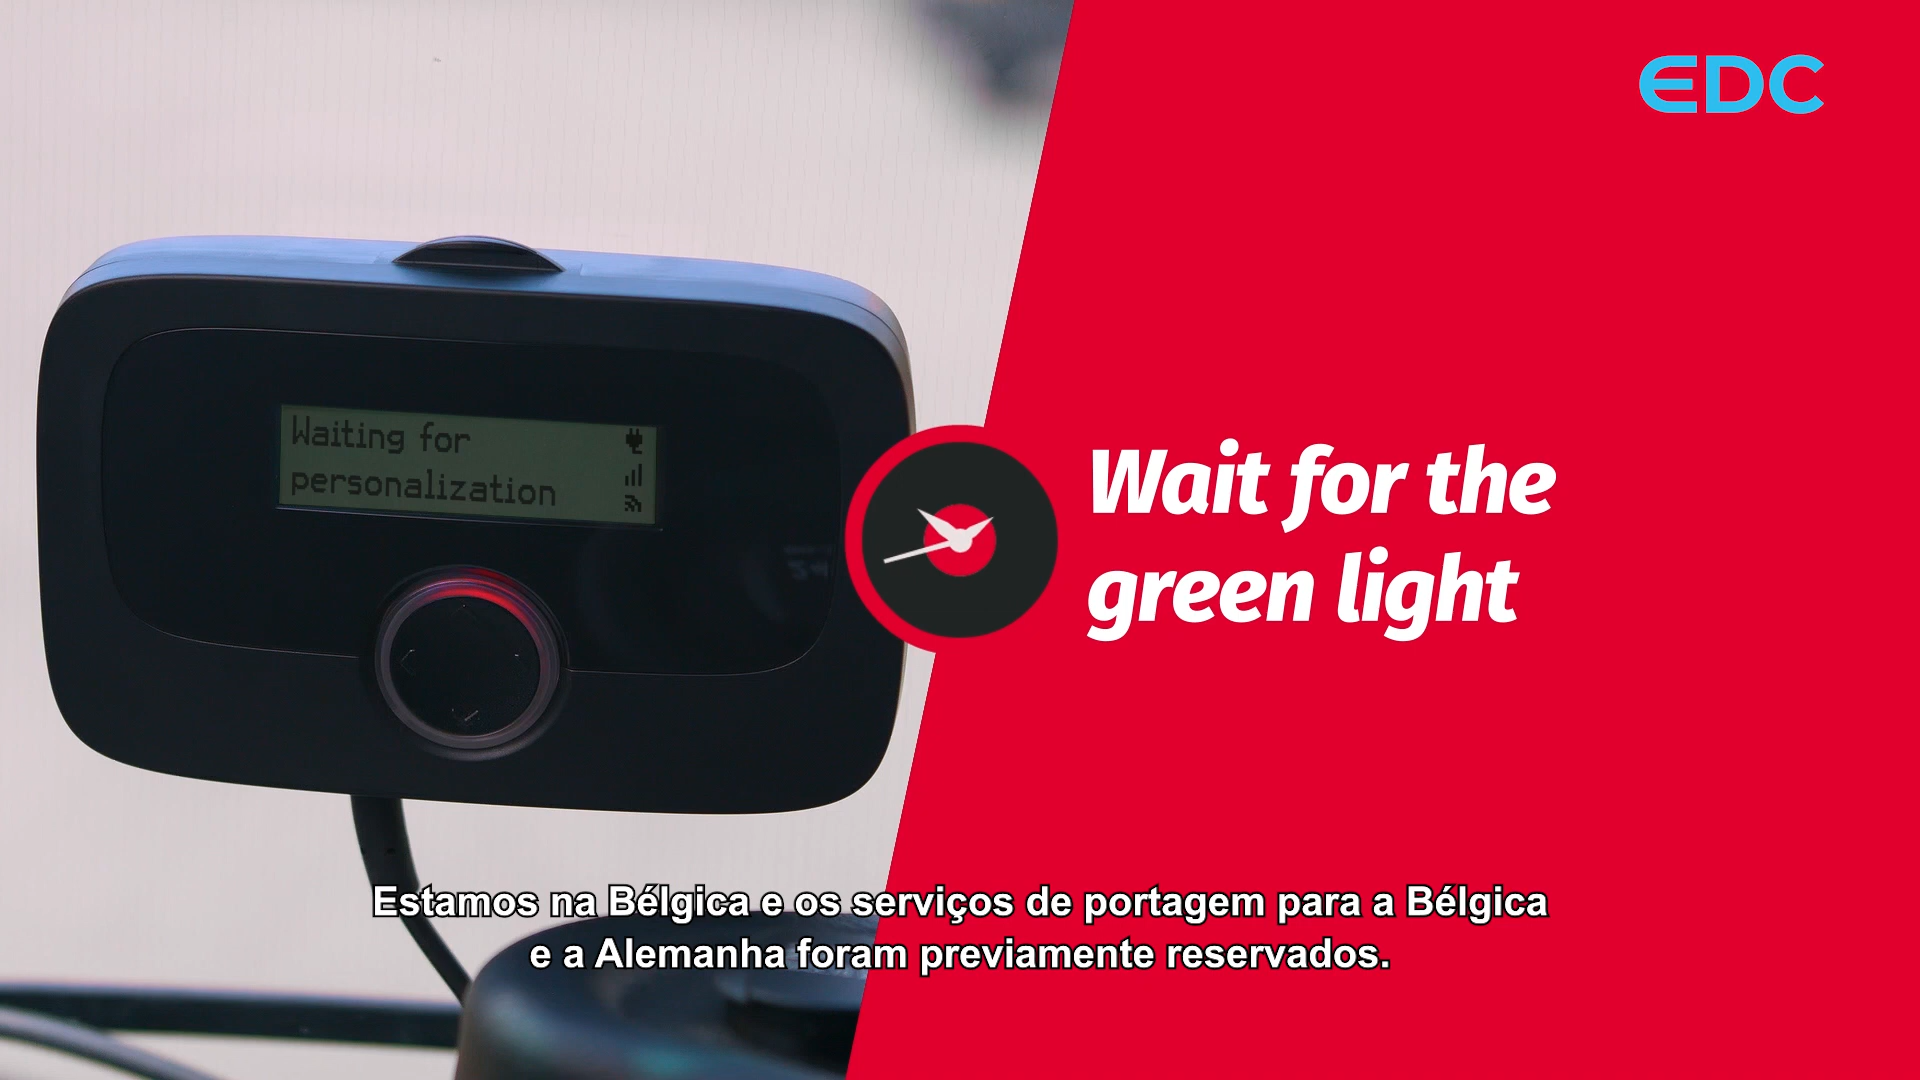 EDC
Waiting for
personalization
Wait for the
green light
Estamos na Bélgica e os serviços de portagem para a Bélgica
e a Alemanha foram previamente reservados.